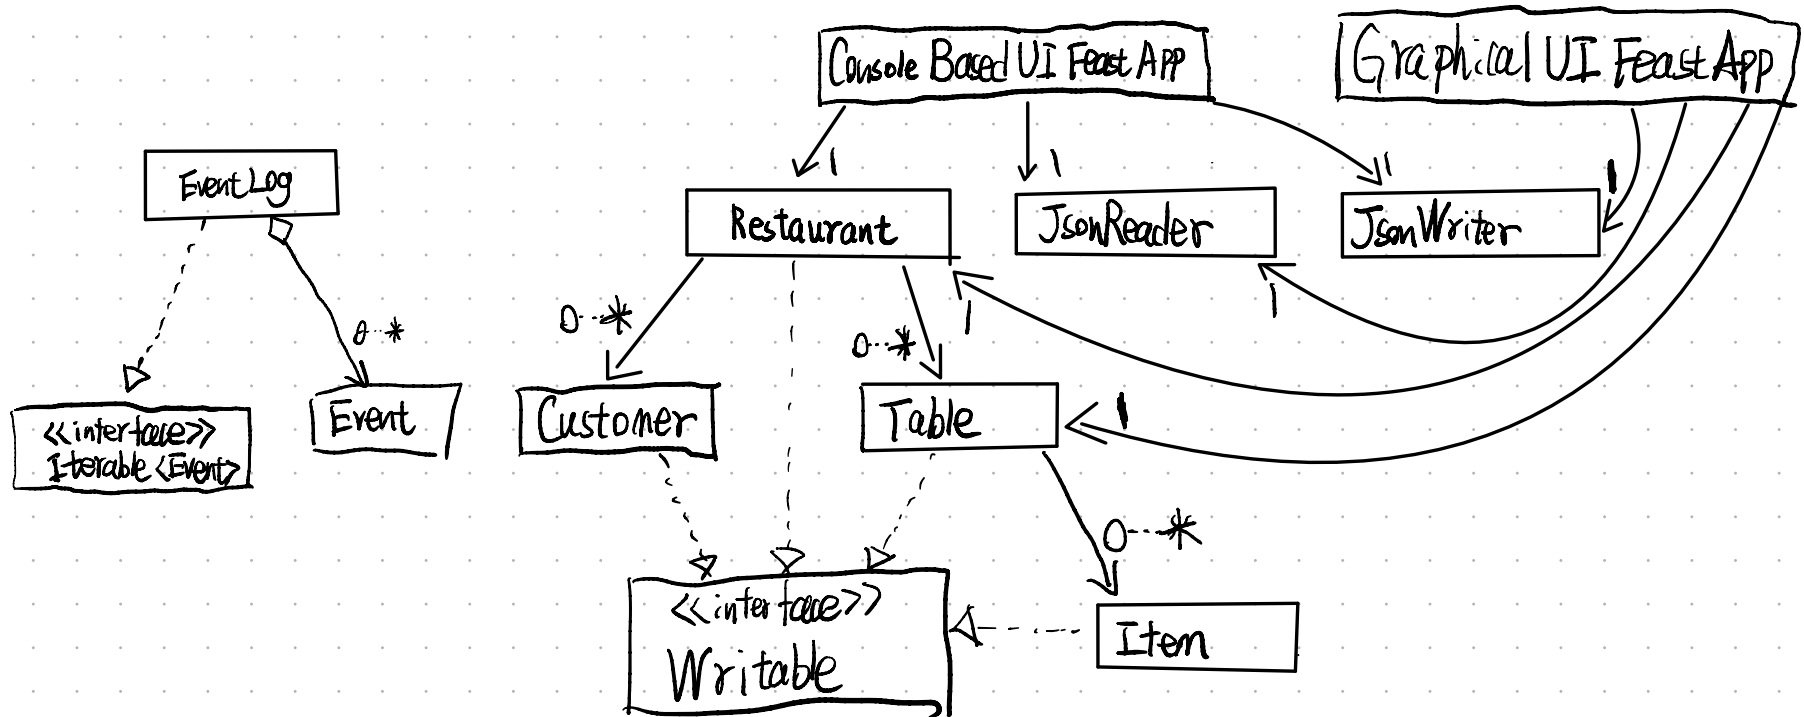 Console Based UI Feast App
Graphical UI Feast App
1
1
1
1
EventLog
Restaurant
JsonReader
JsonWriter
0..*
0..*
0..*
1
1
<<interface>>
Iterable<Event>
Event
Customer
Table
1
0..*
<<interface>>
Writable
Item